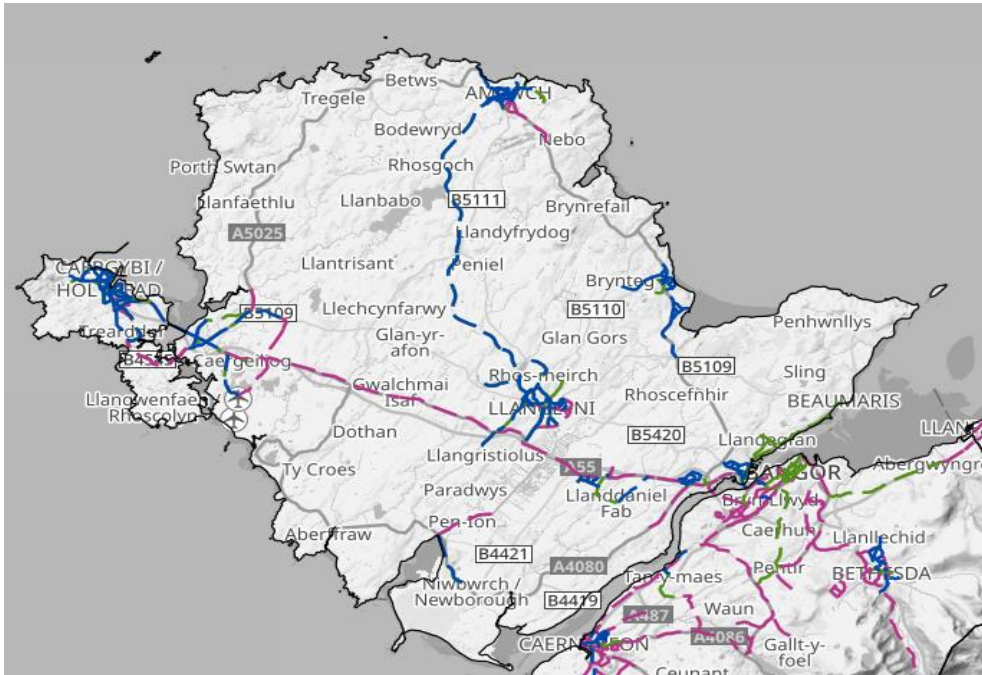 Betws
AMLWCH
Tregele
Bodewryd
Nebo
Porth Swtan
Rhosgoch
Llanfaethlu
Llanbabo
B5111
Brynrefail
A5025
Llandyfrydog
Llantrisant
Peniel
CAERGYBI /
HOLYHEAD
Brynteg
B5109
Llechcynfarwy
B5110
Penhwnllys
Trearddur
Glan-yr-
afon
Glan Gors
B4545
Caergeiliog
B5109
Sling
Rhos-meirch
Gwalchmai
Isaf
Rhoscefnhir
BEAUMARIS
Rhoscolyn
LLANGEFNI
Dothan
B5420
Llandegfan
LLAN
Llangristiolus
Ty Croes
A55
BANGOR
Abergwyngre
Paradwys
Llanddaniel
Fab
Bryn Llwyd
Aberffraw
Pen-lon
Caerhun
Llanllechid
B4421
A4080
Pentir
BETHESDA
Tan-y-maes
Niwbwrch /
Newborough
B4419
A487
Waun
CAERNARFON
A4086
Gallt-y-
foel
Ceunant